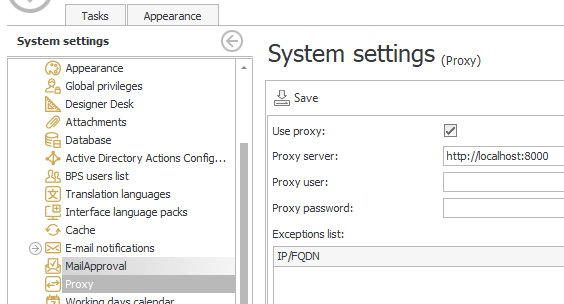 Tasks
Appearance
System settings
Appearance
Global privileges
Designer Desk
Attachments
Database
Active Directory Actions Config...
BPS users list
Translation languages
Interface language packs
Cache
E-mail notifications
MailApproval
Proxy
Working days calendar
System settings (Proxy)
Save
Use proxy:
Proxy server:
http://localhost:8000
Proxy user:
Proxy password:
Exceptions list:
IP/FQDN